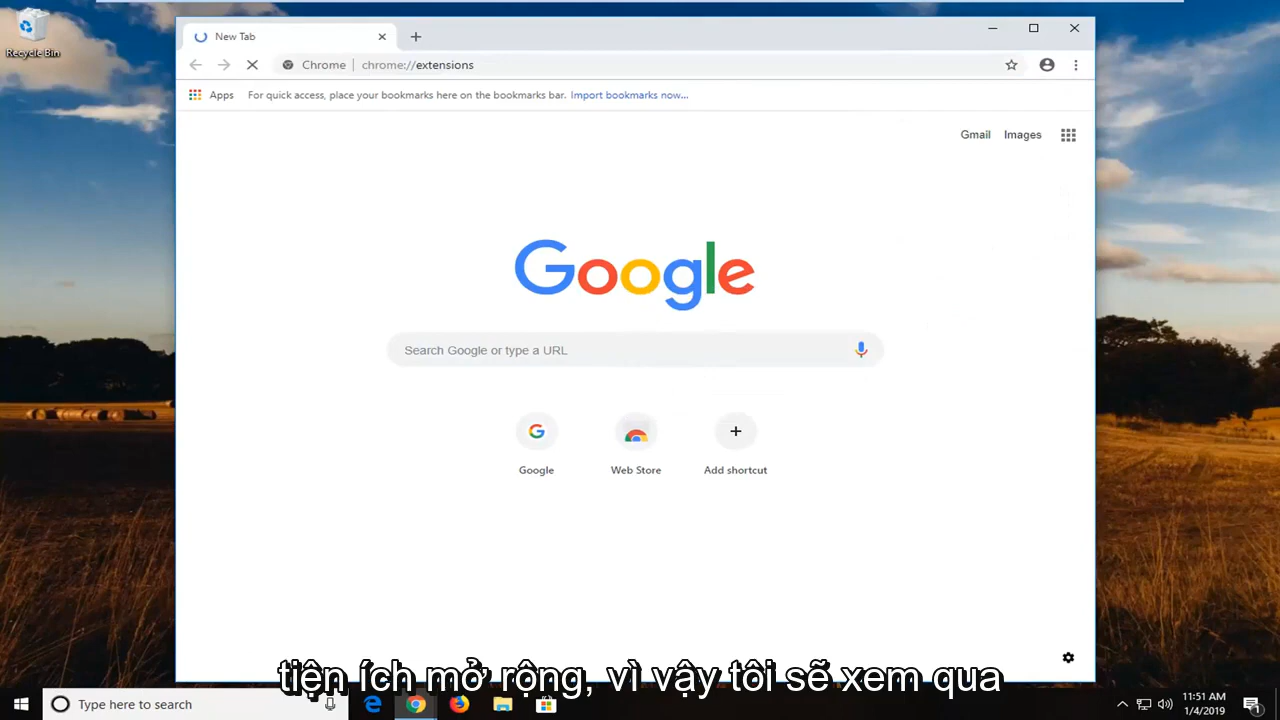 New Tab
Recycle Bin
Chrome | chrome://extensions
Apps For quick access, place your bookmarks here on the bookmarks bar. Import bookmarks now...
Gmail Images
Google
Search Google or type a URL
Google Web Store Add shortcut
tiện ích mở rộng, vì vậy tôi sẽ xem qua
Type here to search
11:51 AM
1/4/2019
1